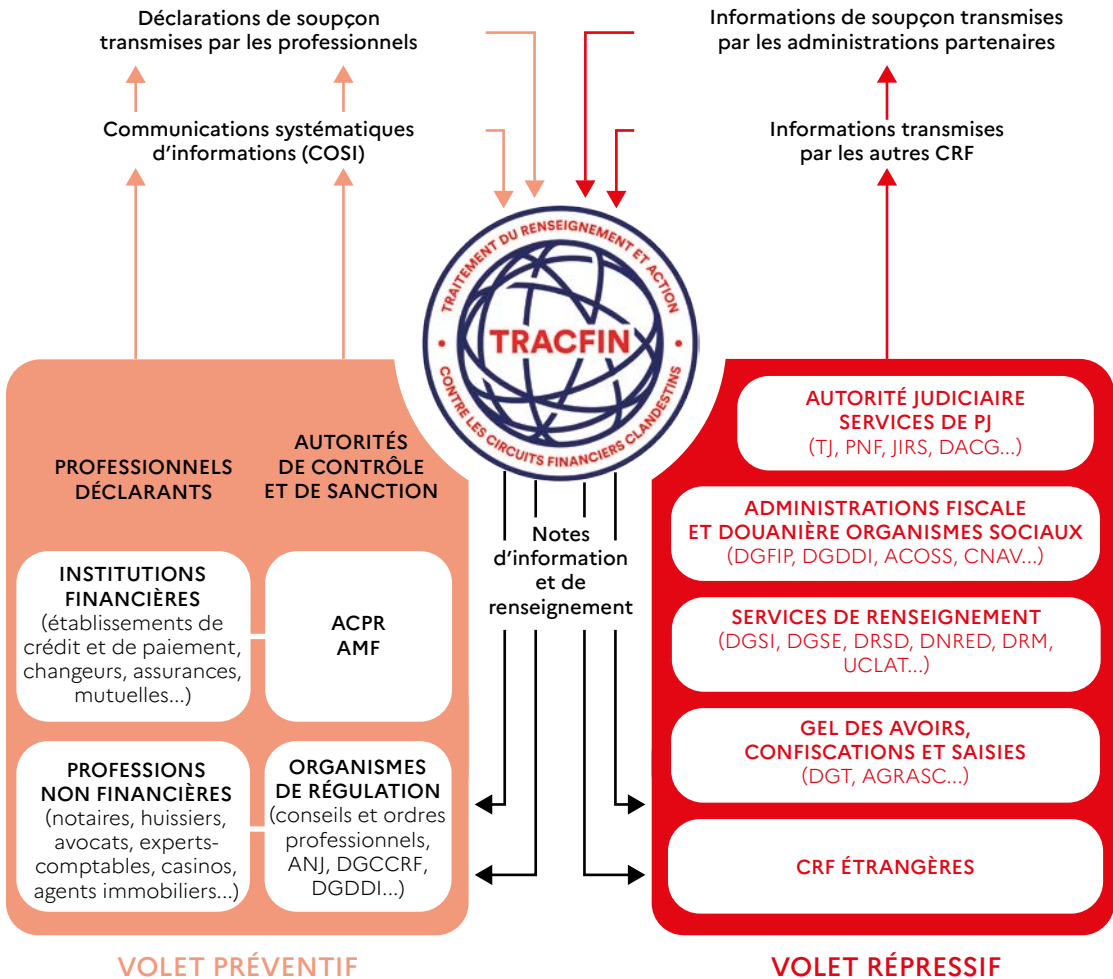 Déclarations de soupçon
transmises par les professionnels
Informations de soupçon transmises
par les administrations partenaires
Communications systématiques
d'informations (COSI)
Informations transmises
par les autres CRF
TRAITEMENT DU RENSEIGNEMENT ET ACTION
TRACFIN
CONTRE LES CIRCUITS FINANCIERS CLANDESTINS
PROFESSIONNELS
DÉCLARANTS
AUTORITÉS
DE CONTRÔLE
ET DE SANCTION
INSTITUTIONS
FINANCIÈRES
(établissements de
crédit et de paiement,
changeurs, assurances,
mutuelles...)
ACPR
AMF
PROFESSIONS
NON FINANCIÈRES
(notaires, huissiers,
avocats, experts-
comptables, casinos,
agents immobiliers...)
ORGANISMES
DE RÉGULATION
(conseils et ordres
professionnels,
ANJ, DGCCRF,
DGDDI...)
Notes
d'information
et de
renseignement
AUTORITÉ JUDICIAIRE
SERVICES DE PJ
(TJ, PNF, JIRS, DACG...)
ADMINISTRATIONS FISCALE
ET DOUANIÈRE ORGANISMES SOCIAUX
(DGFIP, DGDDI, ACOSS, CNAV...)
SERVICES DE RENSEIGNEMENT
(DGSI, DGSE, DRSD, DNRED, DRM,
UCLAT...)
GEL DES AVOIRS,
CONFISCATIONS ET SAISIES
(DGT, AGRASC...)
CRF ÉTRANGÈRES
VOLET PRÉVENTIF
VOLET RÉPRESSIF